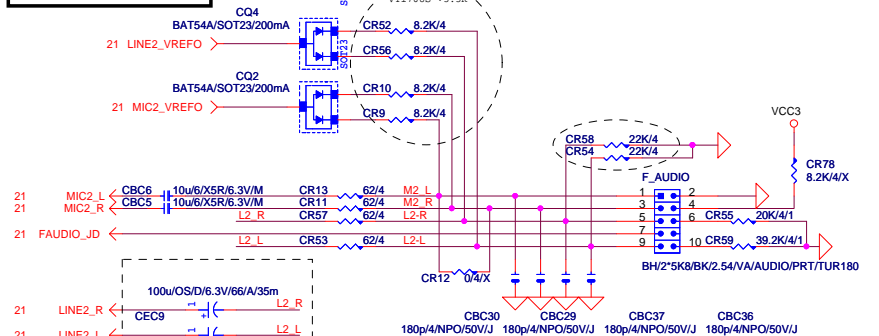 CQ4
BAT54A/SOT23/200mA
CR52 8.2K/4
21 LINE2_VREFO
SOT23
CR56 8.2K/4
CQ2
BAT54A/SOT23/200mA
CR10 8.2K/4
21 MIC2_VREFO
CR9 8.2K/4
VCC3
CR58 22K/4
CR54 22K/4
CR78
8.2K/4/X
F_AUDIO
21 MIC2_L CBC6 10u/6/X5R/6.3V/M CR13 62/4 M2_L 1 2
21 MIC2_R CBC5 10u/6/X5R/6.3V/M CR11 62/4 M2_R 3 4
L2_R CR57 62/4 L2-R 5 6 CR55 20K/4/1
21 FAUDIO_JD 7
L2_L CR53 62/4 L2-L 9 10 CR59 39.2K/4/1
BH/2*5K8/BK/2.54/VA/AUDIO/PRT/TUR180
CR12 0/4/X
100u/OS/D/6.3V/66/A/35m
21 LINE2_R 1 L2_R
CEC9 +
CBC30 CBC29 CBC37 CBC36
180p/4/NPO/50V/J 180p/4/NPO/50V/J 180p/4/NPO/50V/J 180p/4/NPO/50V/J
21 LINE2_L 1 L2_L